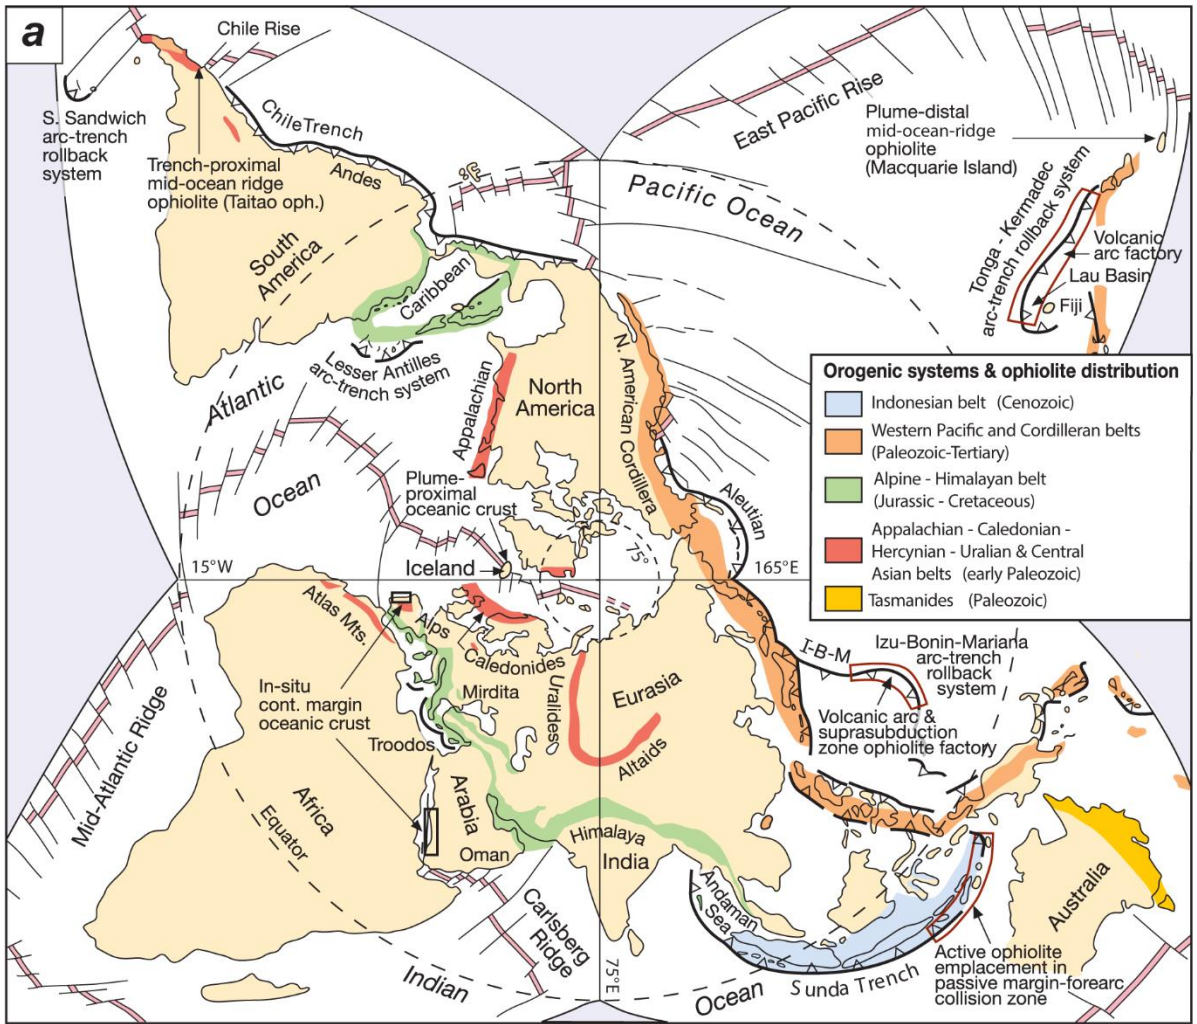 a
Chile Rise
S. Sandwich
arc-trench
rollback
system
Trench-proximal
mid-ocean ridge
ophiolite (Taitao oph.)
Chile Trench
Andes
East Pacific Rise
Plume-distal
mid-ocean-ridge
ophiolite
(Macquarie Island)
Pacific Ocean
Tonga - Kermadec
arc-trench rollback system
Volcanic
arc factory
Lau Basin
Fiji
South
America
Caribbean
Lesser Antilles
arc-trench system
Atlantic
Ocean
Appalachian
North
America
N. American Cordillera
Aleutian
Plume-
proximal
oceanic crust
Iceland
75°
15°W
165°E
Orogenic systems & ophiolite distribution
Indonesian belt (Cenozoic)
Western Pacific and Cordilleran belts
(Paleozoic-Tertiary)
Alpine - Himalayan belt
(Jurassic - Cretaceous)
Appalachian - Caledonian -
Hercynian - Uralian & Central
Asian belts (early Paleozoic)
Tasmanides (Paleozoic)
Atlas Mts.
Alps
Caledonides
Mirdita
Uralides
Eurasia
Altaids
I-B-M
Izu-Bonin-Mariana
arc-trench
rollback
system
Volcanic arc &
suprasubduction
zone ophiolite factory
In-situ
cont. margin
oceanic crust
Troodos
Mid-Atlantic Ridge
Africa
Equator
Arabia
Oman
Himalaya
India
Andaman
Sea
Australia
Carlsberg
Ridge
Indian
Ocean
75°E
Sunda Trench
Active ophiolite
emplacement in
passive margin-forearc
collision zone